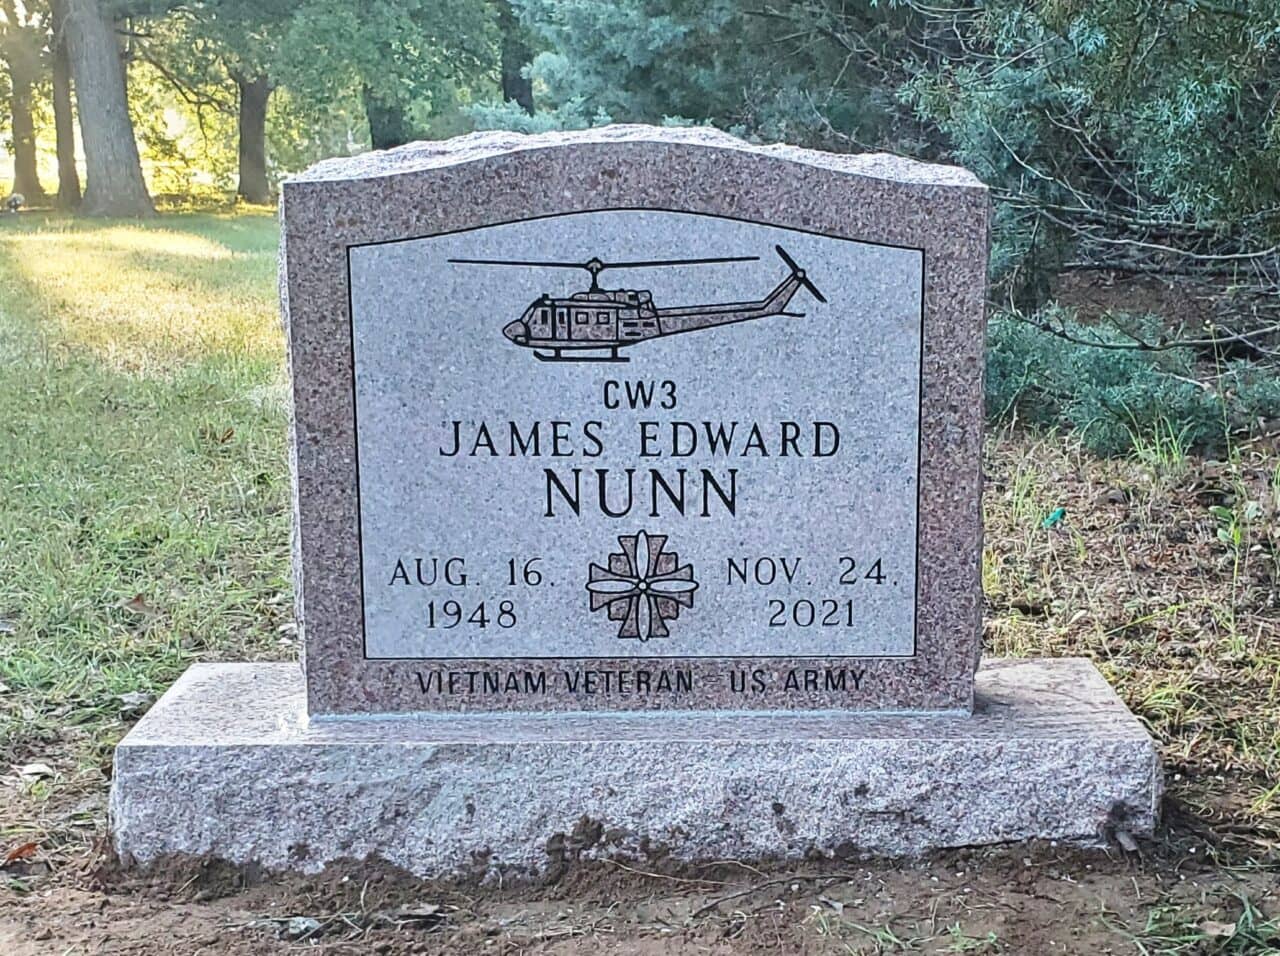 CW3
JAMES EDWARD
NUNN
AUG. 16. NOV. 24.
1948 2021
VIETNAM VETERAN US ARMY